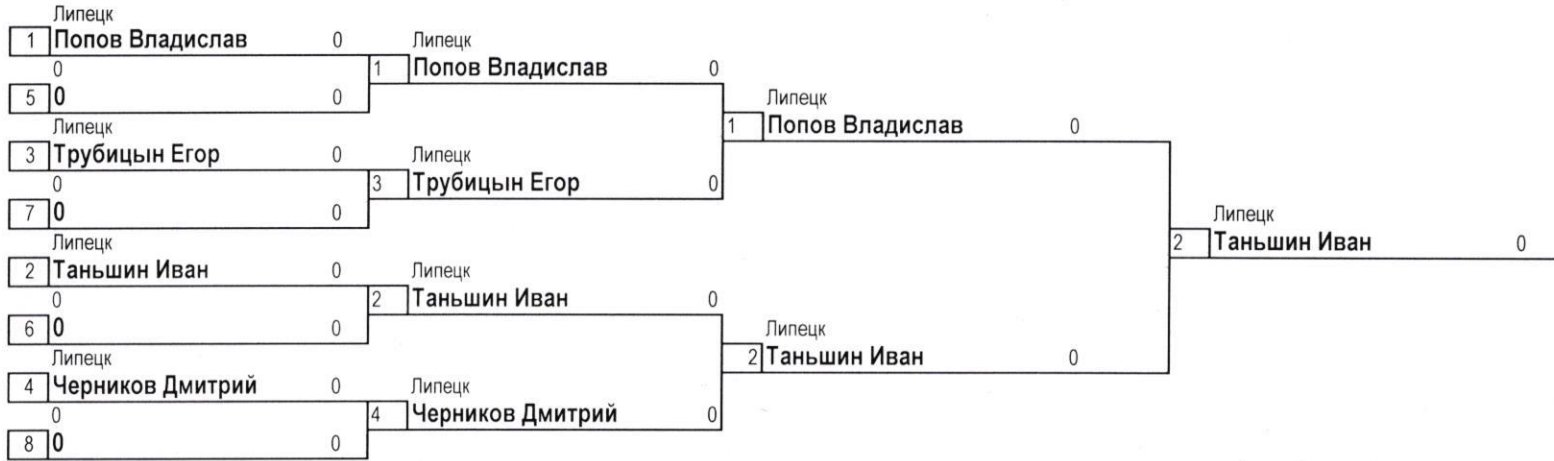 Липецк
1 Попов Владислав 0
0
5 0 0
Липецк
3 Трубицын Егор 0
0
7 0 0
Липецк
2 Таньшин Иван 0
0
6 0 0
Липецк
4 Черников Дмитрий 0
0
8 0 0
Липецк
1 Попов Владислав 0
Липецк
3 Трубицын Егор 0
Липецк
2 Таньшин Иван 0
Липецк
4 Черников Дмитрий 0
Липецк
1 Попов Владислав 0
Липецк
2 Таньшин Иван 0
Липецк
2 Таньшин Иван 0